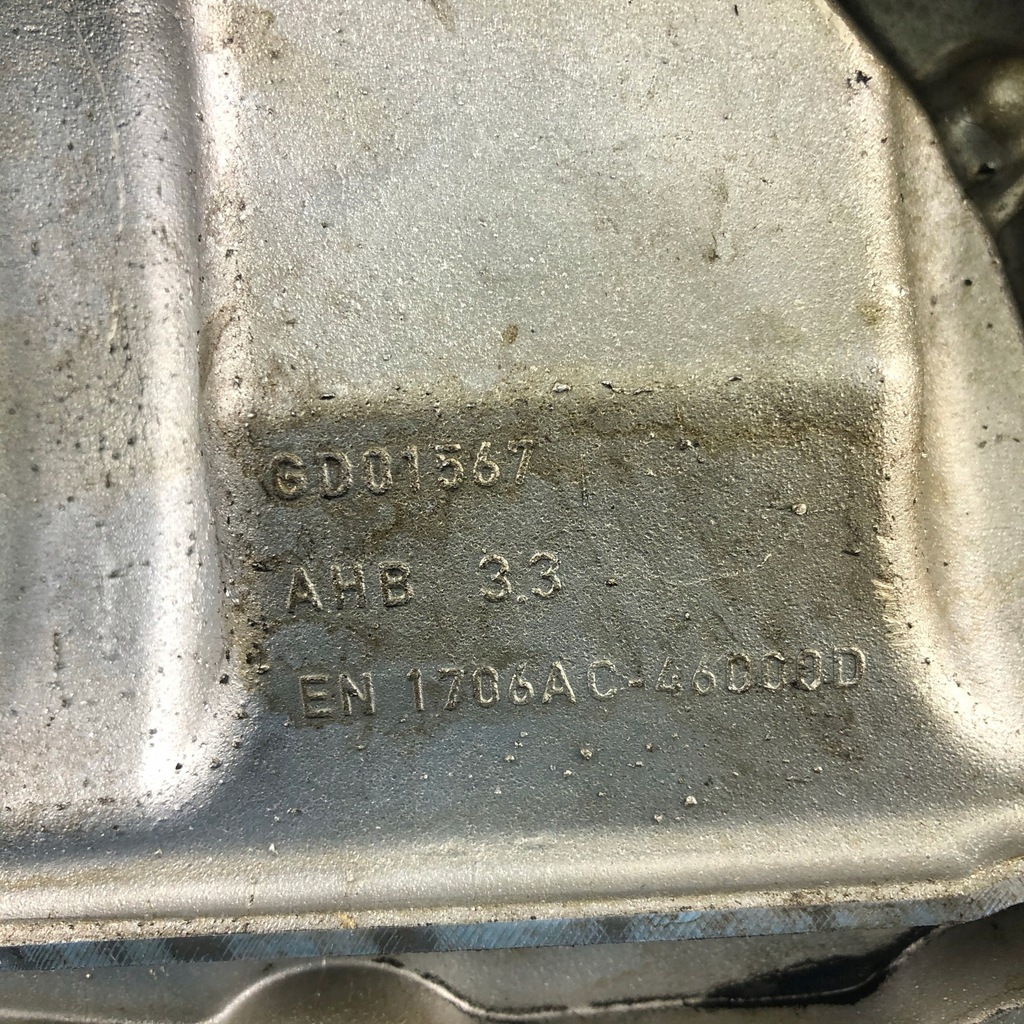 GD01567
AHB 3.3
EN 1706AC-46000D